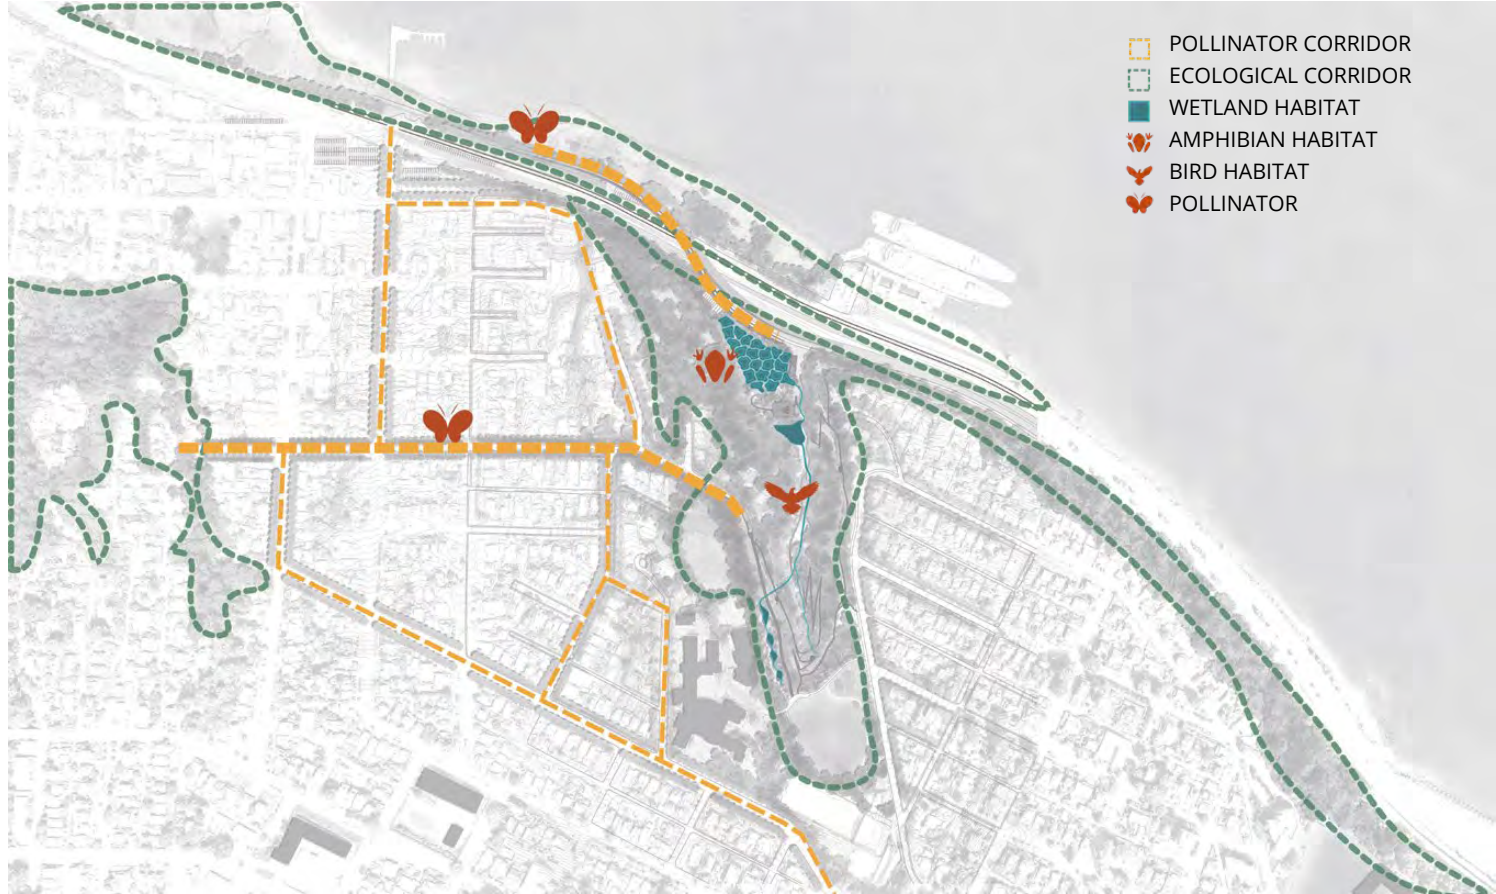 POLLINATOR CORRIDOR
ECOLOGICAL CORRIDOR
WETLAND HABITAT
AMPHIBIAN HABITAT
BIRD HABITAT
POLLINATOR